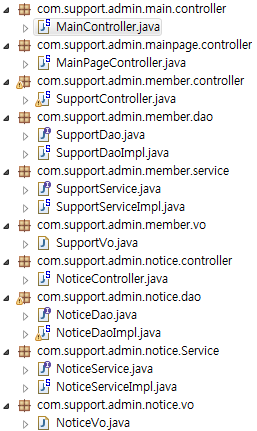 com.support.admin.main.controller
MainController.java
com.support.admin.mainpage.controller
MainPageController.java
com.support.admin.member.controller
SupportController.java
com.support.admin.member.dao
SupportDao.java
SupportDaoImpl.java
com.support.admin.member.service
SupportService.java
SupportServiceImpl.java
com.support.admin.member.vo
SupportVo.java
com.support.admin.notice.controller
NoticeController.java
com.support.admin.notice.dao
NoticeDao.java
NoticeDaoImpl.java
com.support.admin.notice.Service
NoticeService.java
NoticeServiceImpl.java
com.support.admin.notice.vo
NoticeVo.java